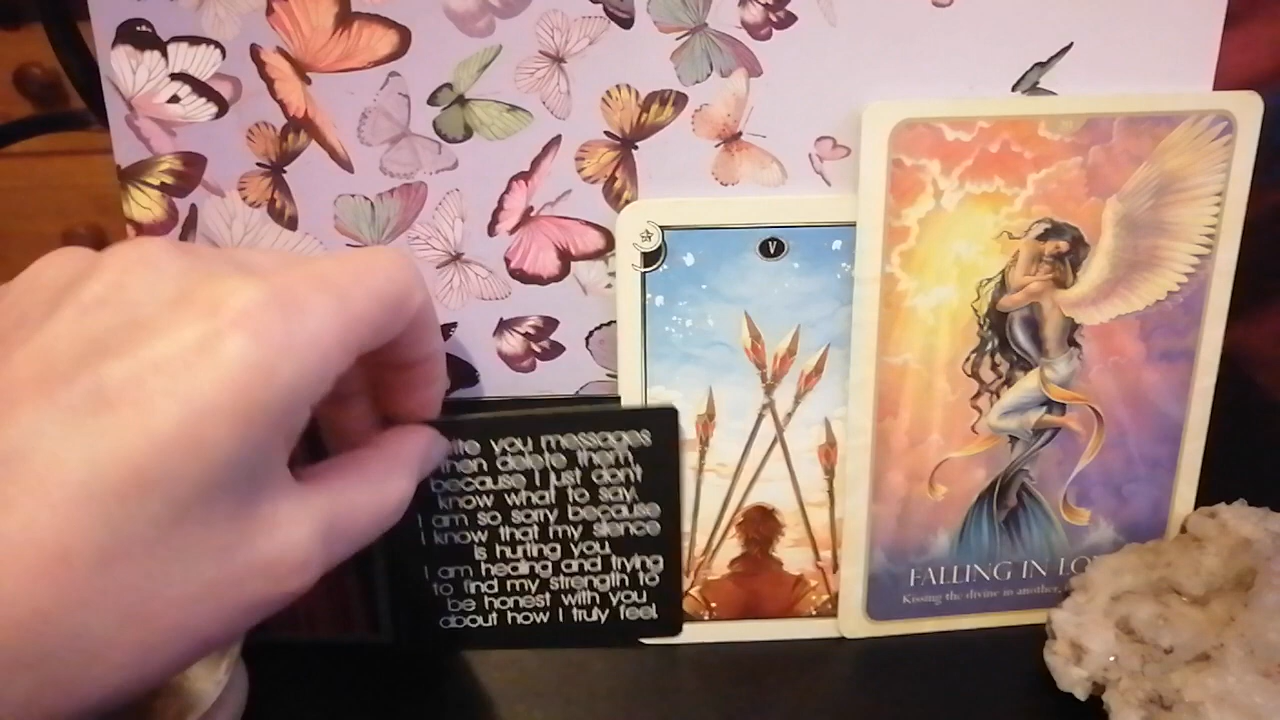 you messages
then delete them,
because I just don't
know what to say.
I am so sorry because
I know that my silence
is hurting you.
I am healing and trying
to find my strength to
be honest with you
about how I truly feel.
V
FALLING IN
Kissing the divine in another,